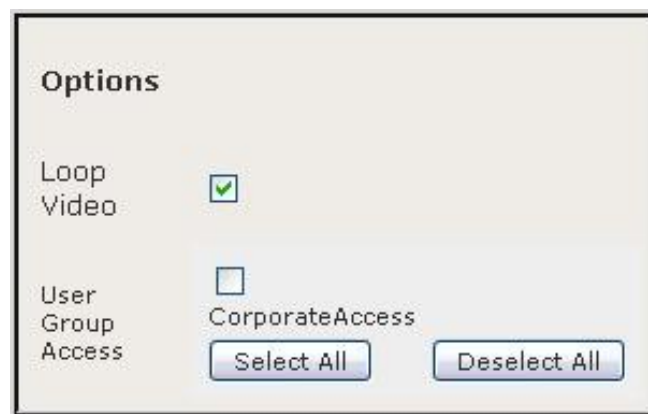 Options
Loop
Video
User
Group
Access
CorporateAccess
Select All
Deselect All